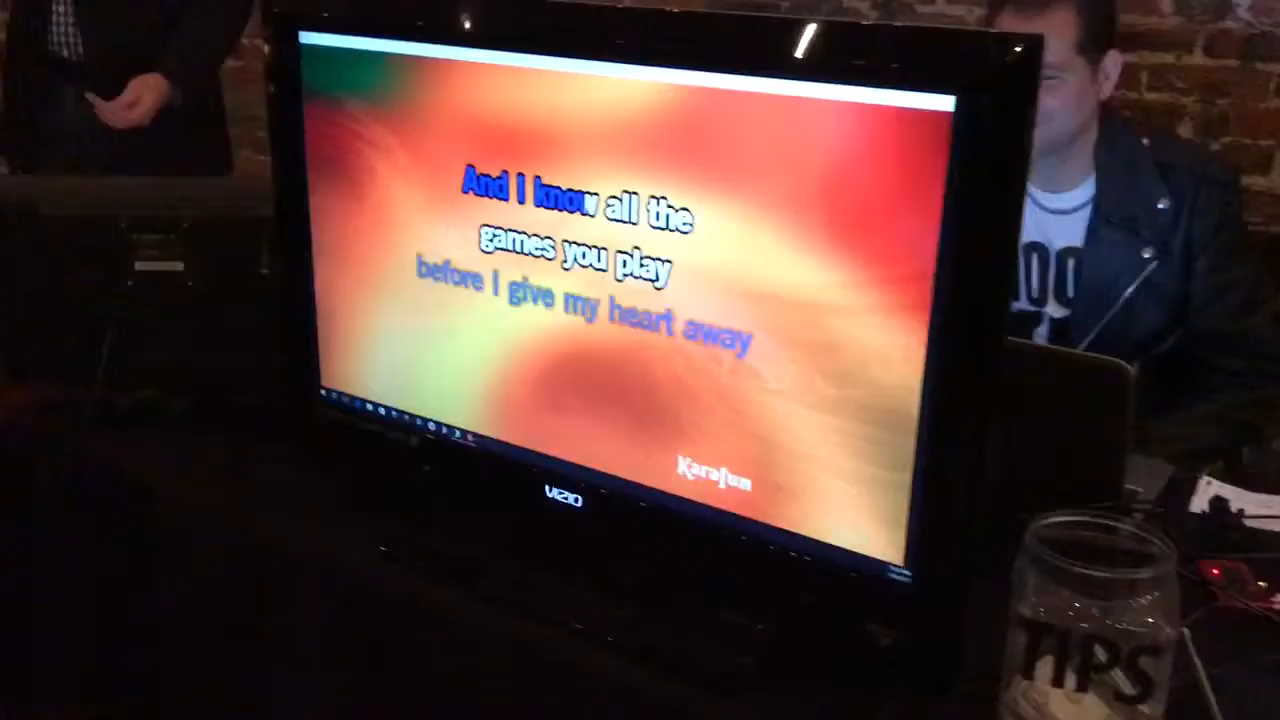 And I know all the
games you play
before I give my heart away
KaraFun
VIZIO
TIPS